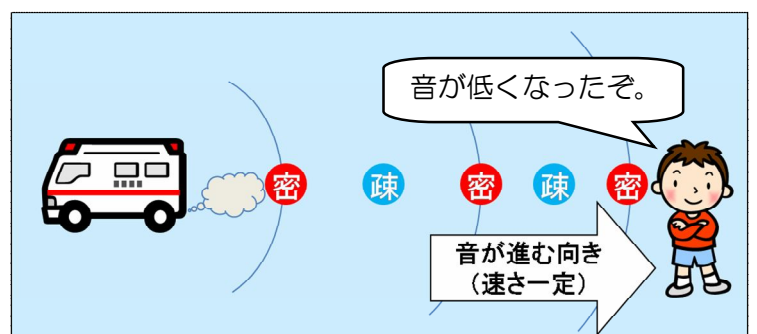 音が低くなったぞ。
密 疎 密 疎 密
音が進む向き
(速さ一定)